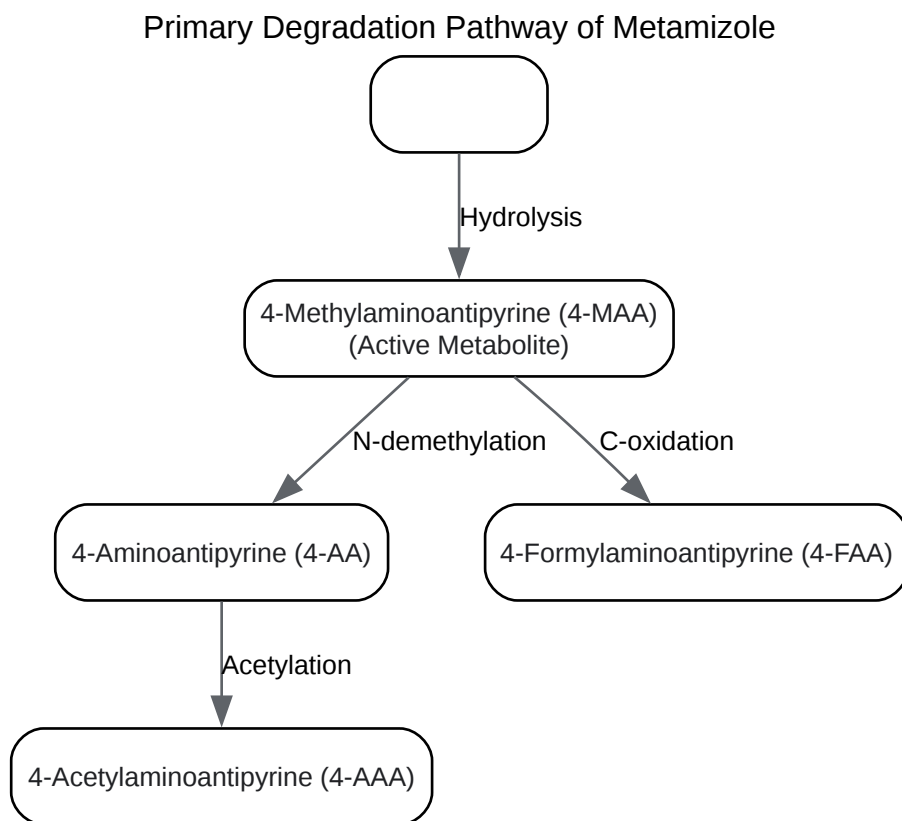 Primary Degradation Pathway of Metamizole
Hydrolysis
4-Methylaminoantipyrine (4-MAA)
(Active Metabolite)
N-demethylation
C-oxidation
4-Aminoantipyrine (4-AA)
4-Formylaminoantipyrine (4-FAA)
Acetylation
4-Acetylaminoantipyrine (4-AAA)